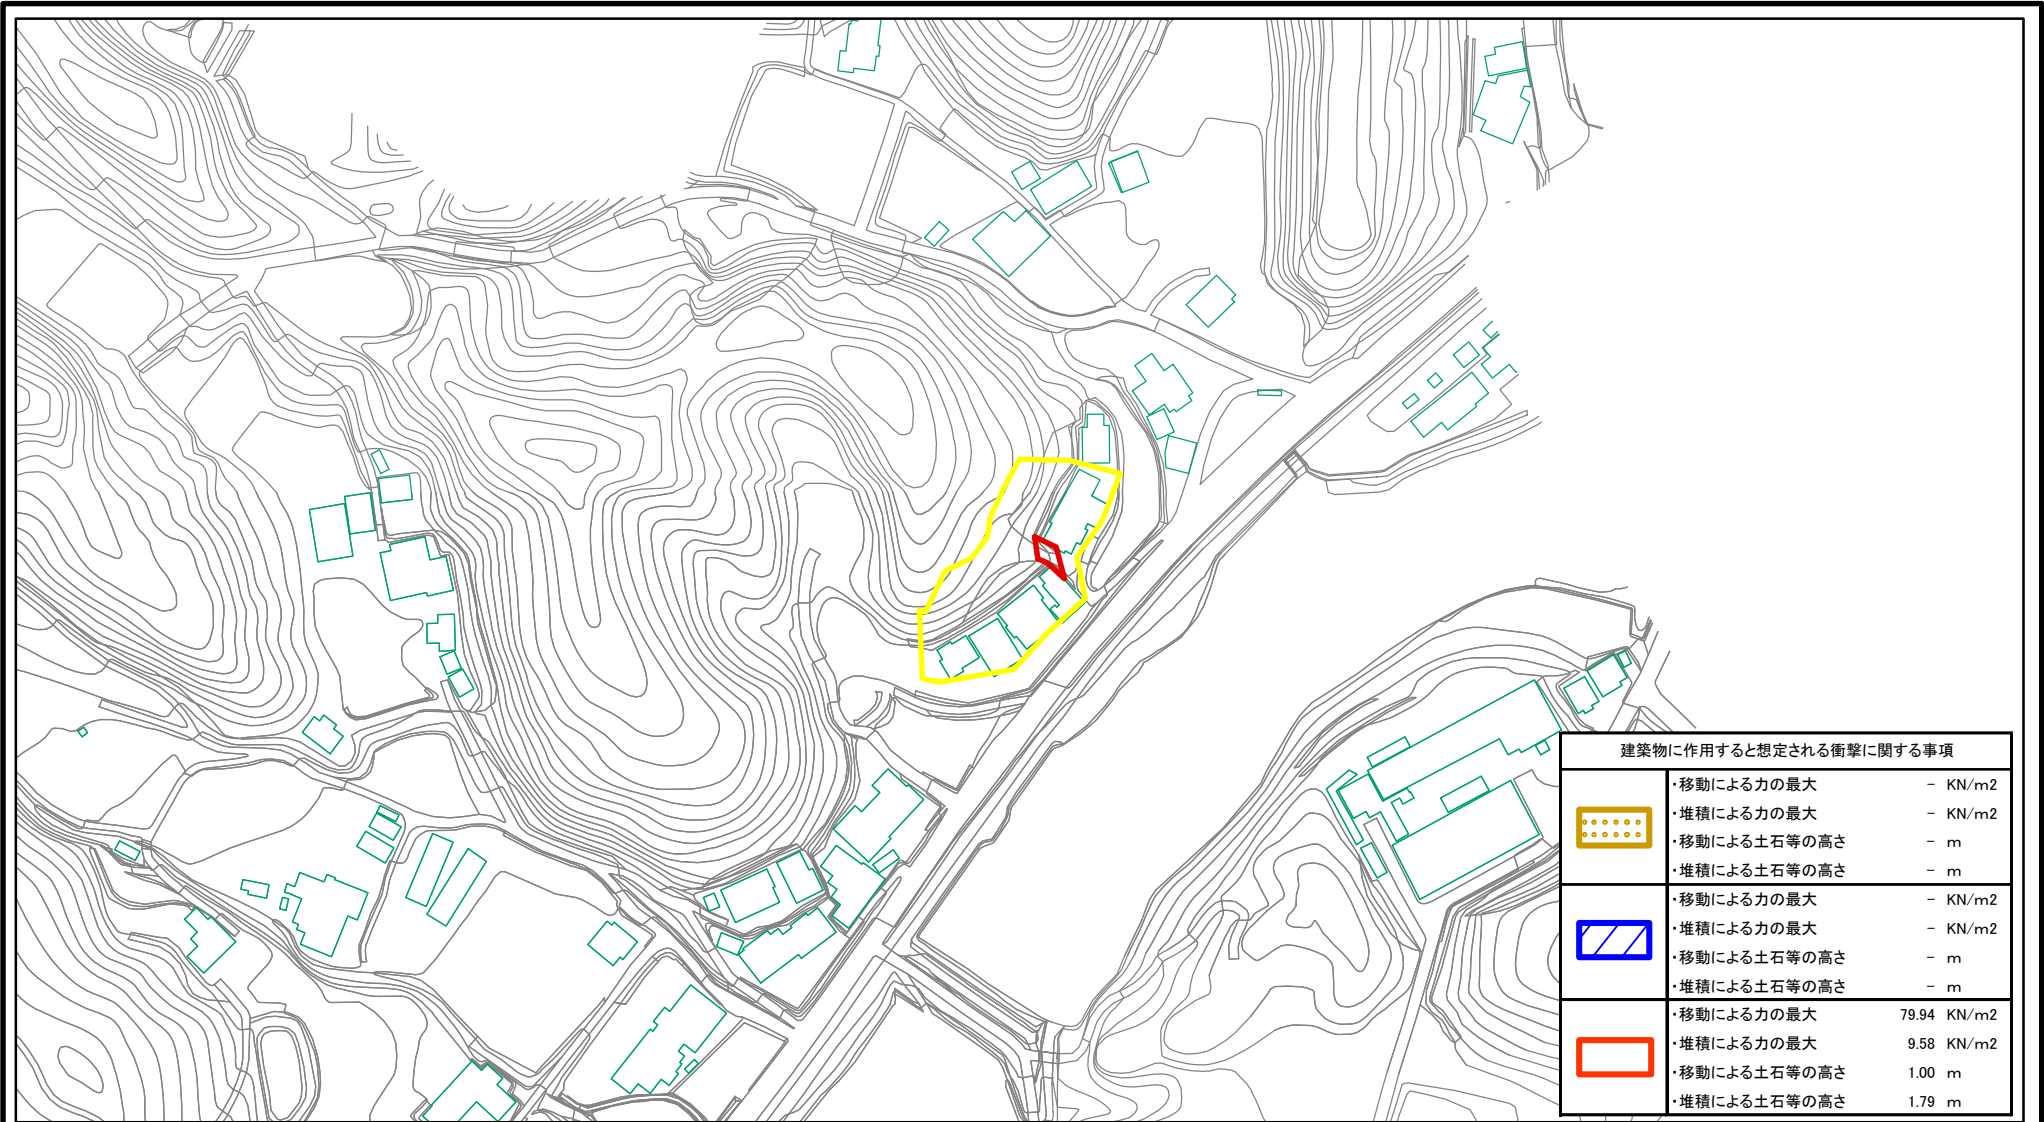 建築物に作用すると想定される衝撃に関する事項
・移動による力の最大 - KN/m2
・堆積による力の最大 - KN/m2
・移動による土石等の高さ - m
・堆積による土石等の高さ - m
・移動による力の最大 - KN/m2
・堆積による力の最大 - KN/m2
・移動による土石等の高さ - m
・堆積による土石等の高さ - m
・移動による力の最大 79.94 KN/m2
・堆積による力の最大 9.58 KN/m2
・移動による土石等の高さ 1.00 m
・堆積による土石等の高さ 1.79 m